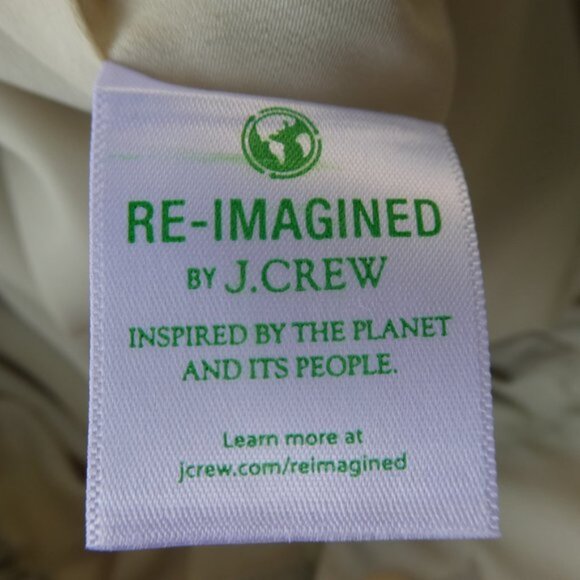 RE-IMAGINED
BY J.CREW
INSPIRED BY THE PLANET
AND ITS PEOPLE.
Learn more at
jcrew.com/reimagined